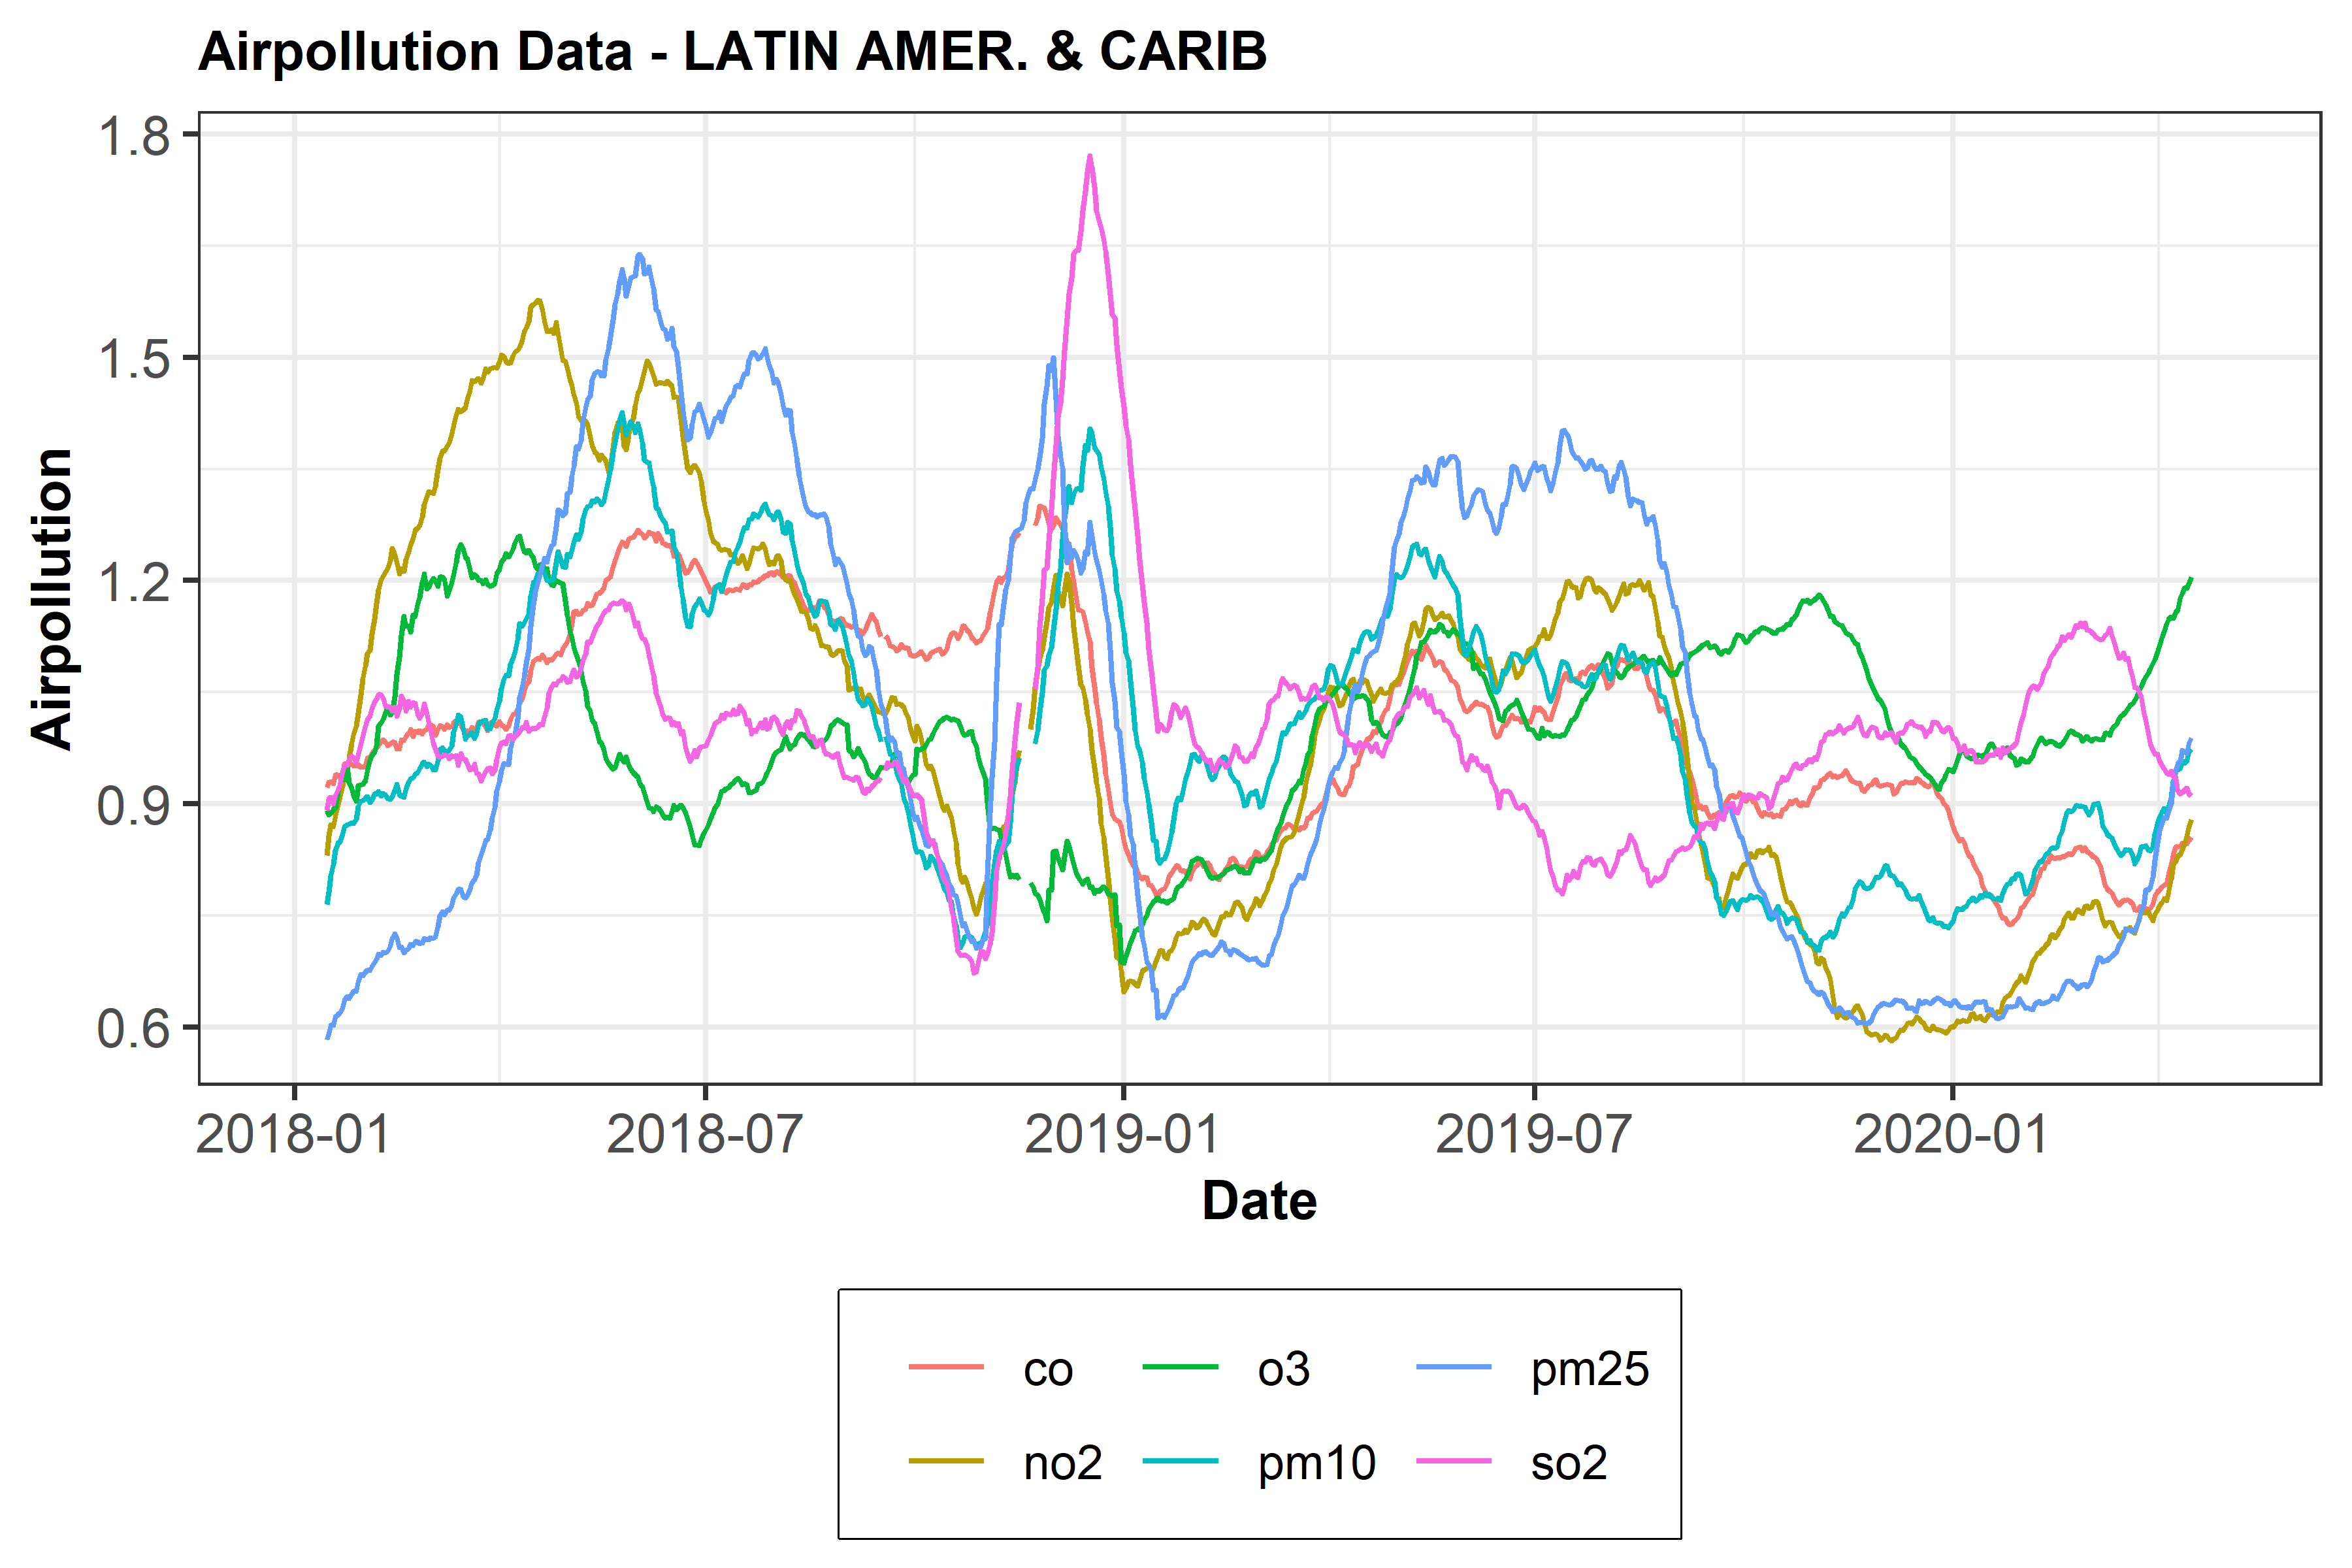 Airpollution Data - LATIN AMER. & CARIB
Airpollution
1.8
1.5
1.2
0.9
0.6
2018-01 2018-07 2019-01 2019-07 2020-01
Date
co o3 pm25
no2 pm10 so2